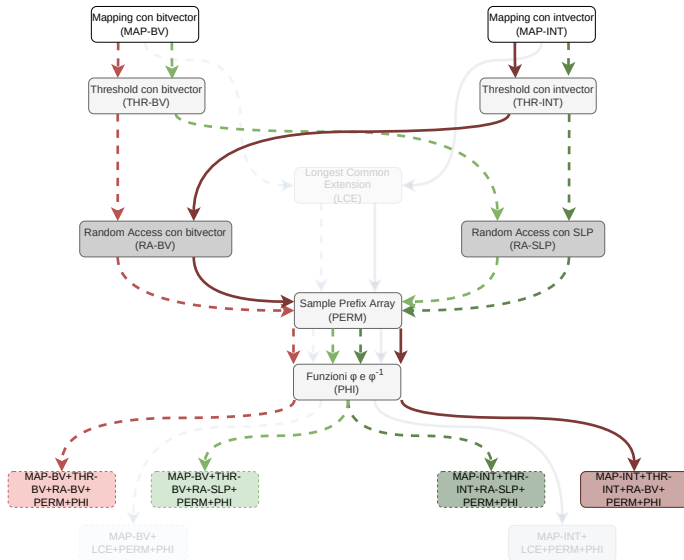 Mapping con bitvector
(MAP-BV)
Mapping con intvector
(MAP-INT)
Threshold con bitvector
(THR-BV)
Threshold con intvector
(THR-INT)
Longest Common
Extension
(LCE)
Random Access con bitvector
(RA-BV)
Random Access con SLP
(RA-SLP)
Sample Prefix Array
(PERM)
Funzioni φ e φ⁻¹
(PHI)
MAP-BV+THR-
BV+RA-BV+
PERM+PHI
MAP-BV+THR-
BV+RA-SLP+
PERM+PHI
MAP-INT+THR-
INT+RA-SLP+
PERM+PHI
MAP-INT+THR-
INT+RA-BV+
PERM+PHI
MAP-BV+
LCE+PERM+PHI
MAP-INT+
LCE+PERM+PHI